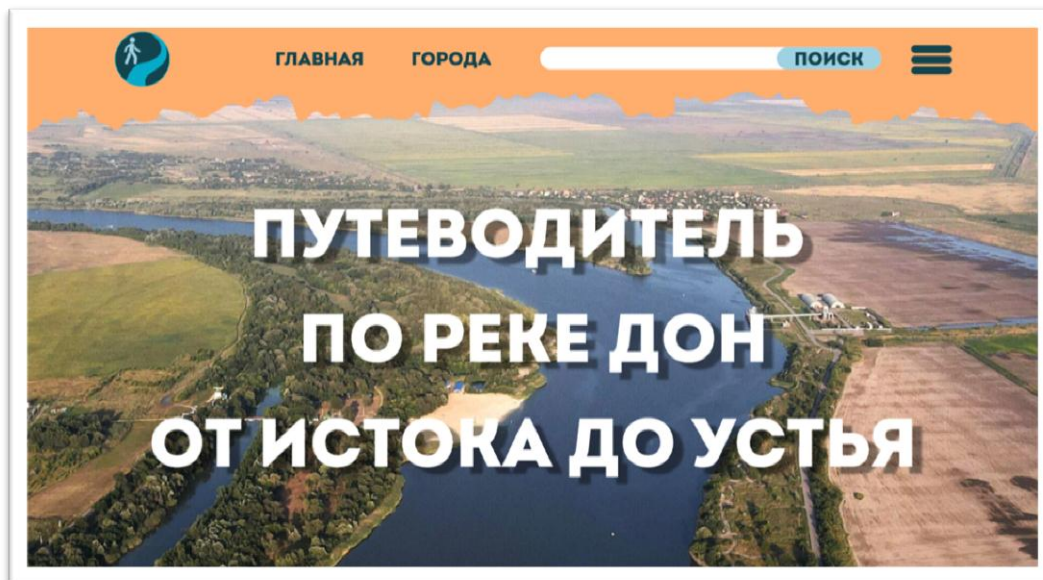 ГЛАВНАЯ ГОРОДА ПОИСК
ПУТЕВОДИТЕЛЬ
ПО РЕКЕ ДОН
ОТ ИСТОКА ДО УСТЬЯ